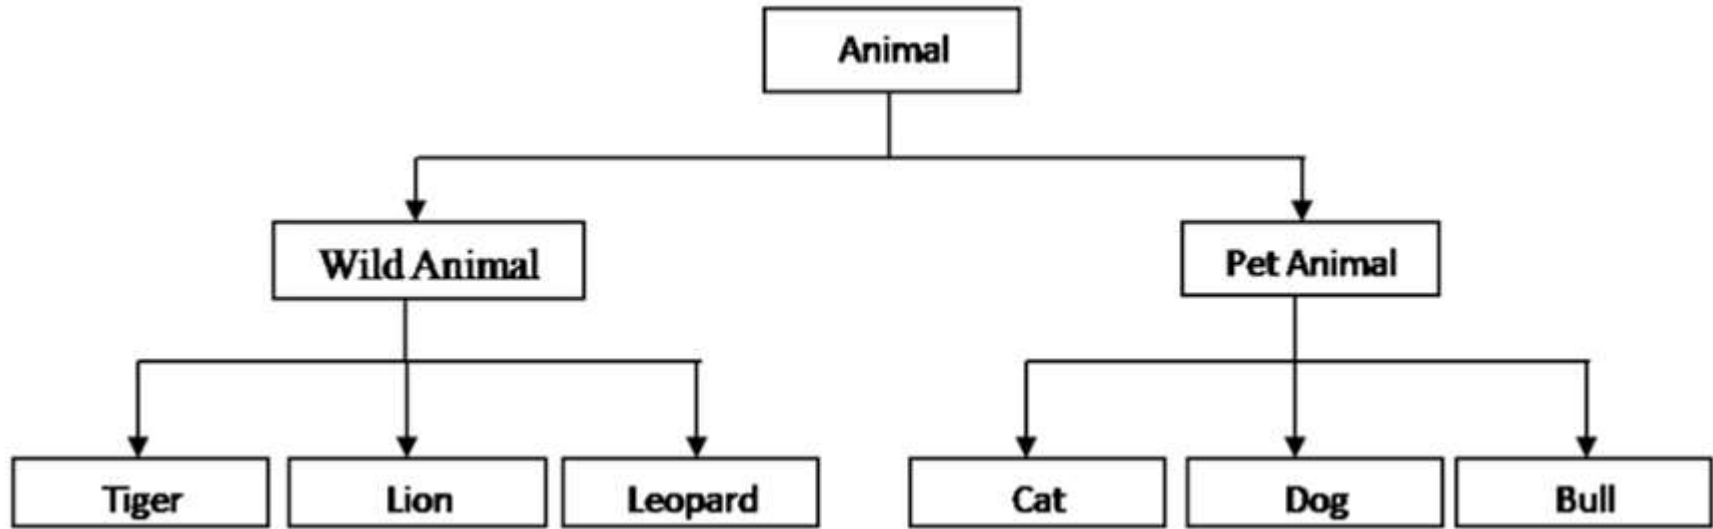 Animal
Wild Animal
Pet Animal
Tiger
Lion
Leopard
Cat
Dog
Bull